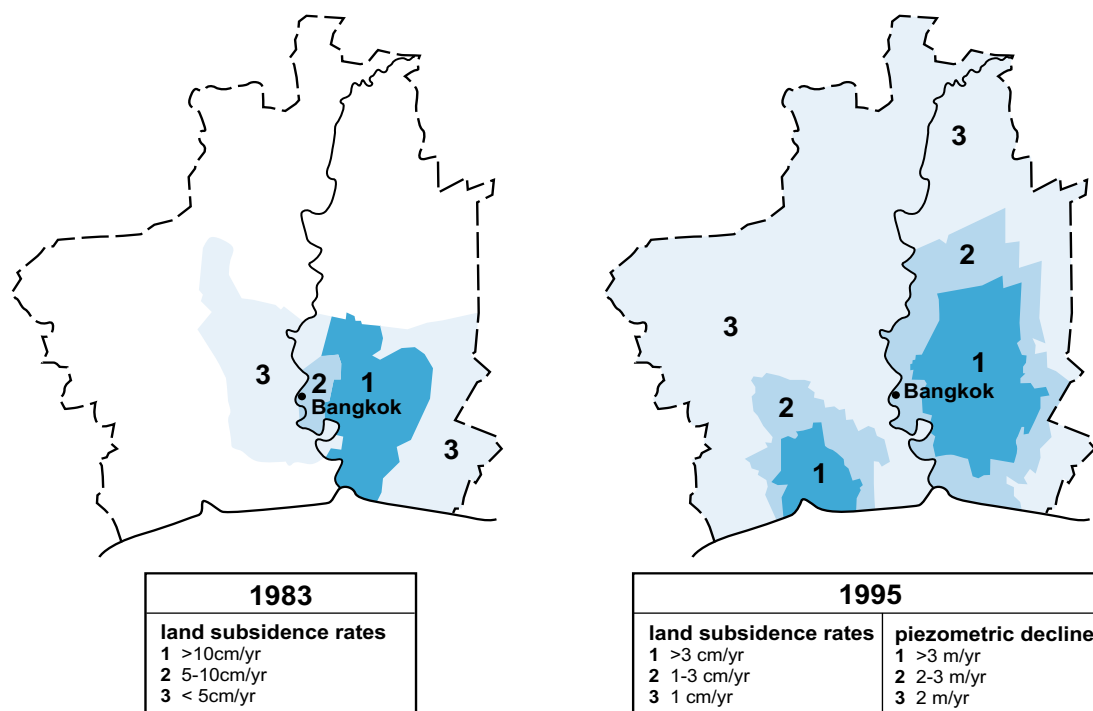 3
2
1
Bangkok
3
1983
land subsidence rates
1 >10cm/yr
2 5-10cm/yr
3 < 5cm/yr
3
2
3
1
Bangkok
2
1
1995
land subsidence rates
1 >3 cm/yr
2 1-3 cm/yr
3 1 cm/yr
piezometric decline
1 >3 m/yr
2 2-3 m/yr
3 2 m/yr